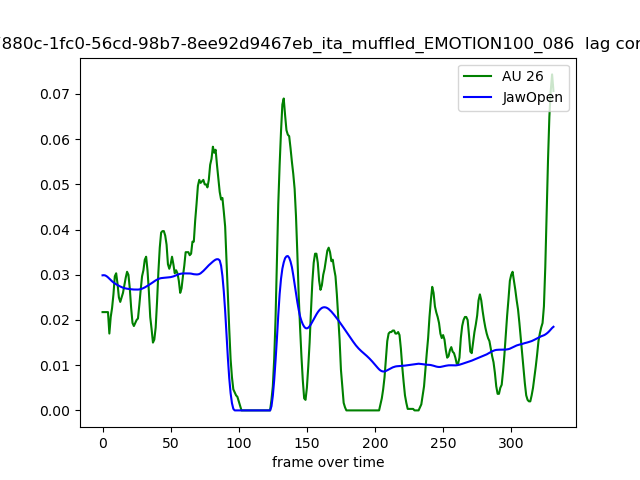 7880c-1fc0-56cd-98b7-8ee92d9467eb_ita_muffled_EMOTION100_086 lag cor
AU 26
JawOpen
0.07
0.06
0.05
0.04
0.03
0.02
0.01
0.00
0 50 100 150 200 250 300
frame over time